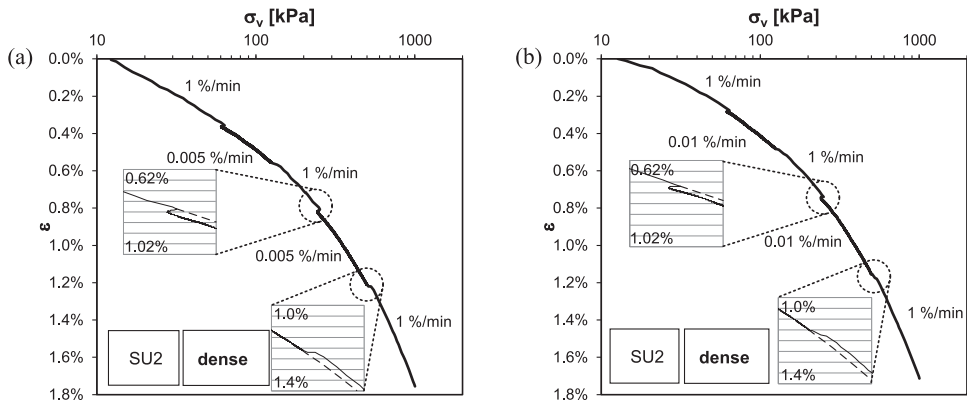 (a)
σv [kPa]
10 100 1000
0.0%
0.2%
0.4%
0.6%
0.8%
1.0%
1.2%
1.4%
1.6%
1.8%
ε
1 %/min
0.005 %/min
1 %/min
0.005 %/min
1 %/min
0.62%
1.02%
1.0%
1.4%
SU2 dense
(b)
σv [kPa]
10 100 1000
0.0%
0.2%
0.4%
0.6%
0.8%
1.0%
1.2%
1.4%
1.6%
1.8%
ε
1 %/min
0.01 %/min
1 %/min
0.01 %/min
1 %/min
0.62%
1.02%
1.0%
1.4%
SU2 dense